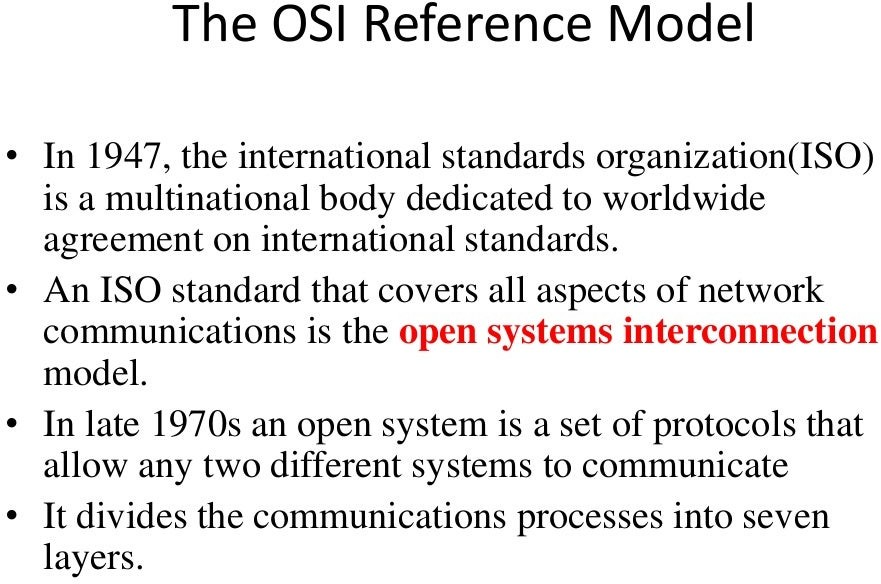 The OSI Reference Model
• In 1947, the international standards organization(ISO)
is a multinational body dedicated to worldwide
agreement on international standards.
• An ISO standard that covers all aspects of network
communications is the open systems interconnection
model.
• In late 1970s an open system is a set of protocols that
allow any two different systems to communicate
• It divides the communications processes into seven
layers.